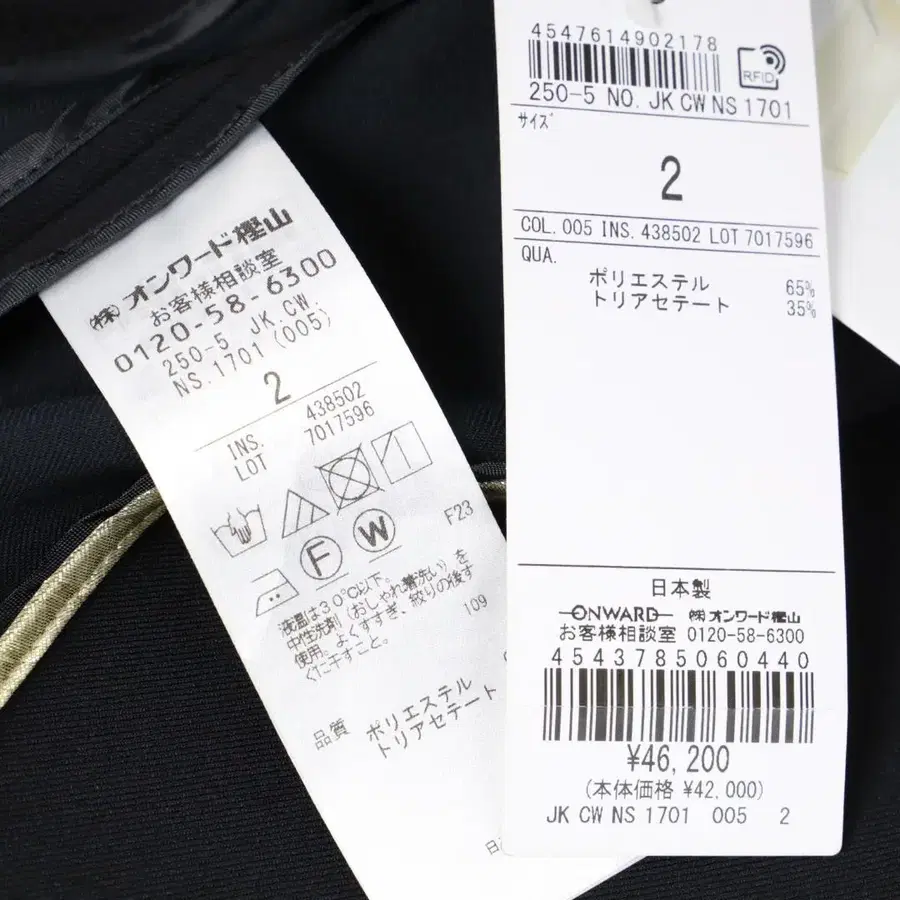 ㈱オンワード樫山
お客様相談室
0120-58-6300
250-5 JK.CW.
NS.1701 (005)
2
INS. 438502
LOT 7017596
F W
F23
液温は30℃以下。
中性洗剤(おしゃれ着洗い)を
使用。よくすすぎ、絞りの後す
ぐに干すこと。
109
品質 ポリエステル
トリアセテート
4547614902178
RFID
250-5 NO. JK CW NS 1701
サイズ
2
COL. 005 INS. 438502 LOT 7017596
QUA.
ポリエステル 65%
トリアセテート 35%
日本製
ONWARD ㈱オンワード樫山
お客様相談室 0120-58-6300
4543785060440
¥46,200
(本体価格 ¥42,000)
JK CW NS 1701 005 2